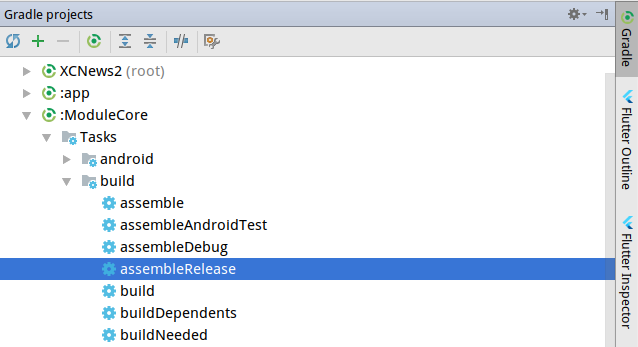 Gradle projects
XCNews2 (root)
:app
:ModuleCore
Tasks
android
build
assemble
assembleAndroidTest
assembleDebug
assembleRelease
build
buildDependents
buildNeeded
Gradle
Flutter Outline
Flutter Inspector